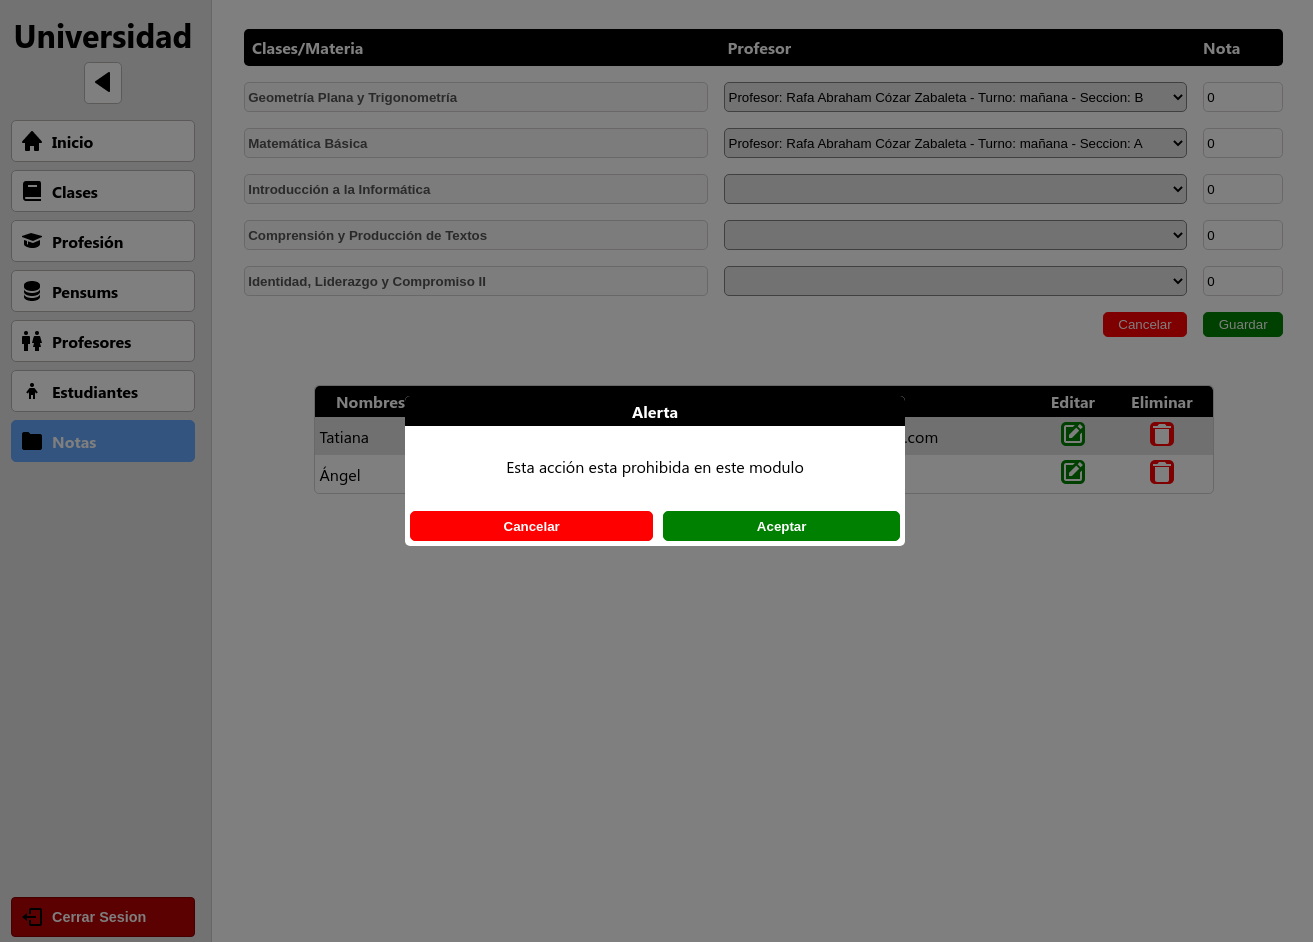 Universidad
Inicio
Clases
Profesión
Pensums
Profesores
Estudiantes
Notas
Cerrar Sesion
Clases/Materia Profesor Nota
Geometría Plana y Trigonometría Profesor: Rafa Abraham Cózar Zabaleta - Turno: mañana - Seccion: B 0
Matemática Básica Profesor: Rafa Abraham Cózar Zabaleta - Turno: mañana - Seccion: A 0
Introducción a la Informática 0
Comprensión y Producción de Textos 0
Identidad, Liderazgo y Compromiso II 0
Cancelar Guardar
Nombres Editar Eliminar
Tatiana .com
Ángel
Alerta
Esta acción esta prohibida en este modulo
Cancelar Aceptar